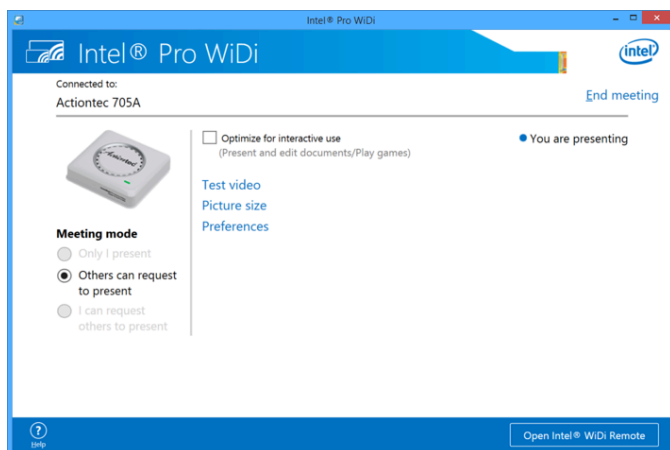 Intel® Pro WiDi
Intel® Pro WiDi
intel
Connected to:
Actiontec 705A
End meeting
Actiontec
Optimize for interactive use
(Present and edit documents/Play games)
You are presenting
Test video
Picture size
Preferences
Meeting mode
Only I present
Others can request
to present
I can request
others to present
?
Help
Open Intel® WiDi Remote